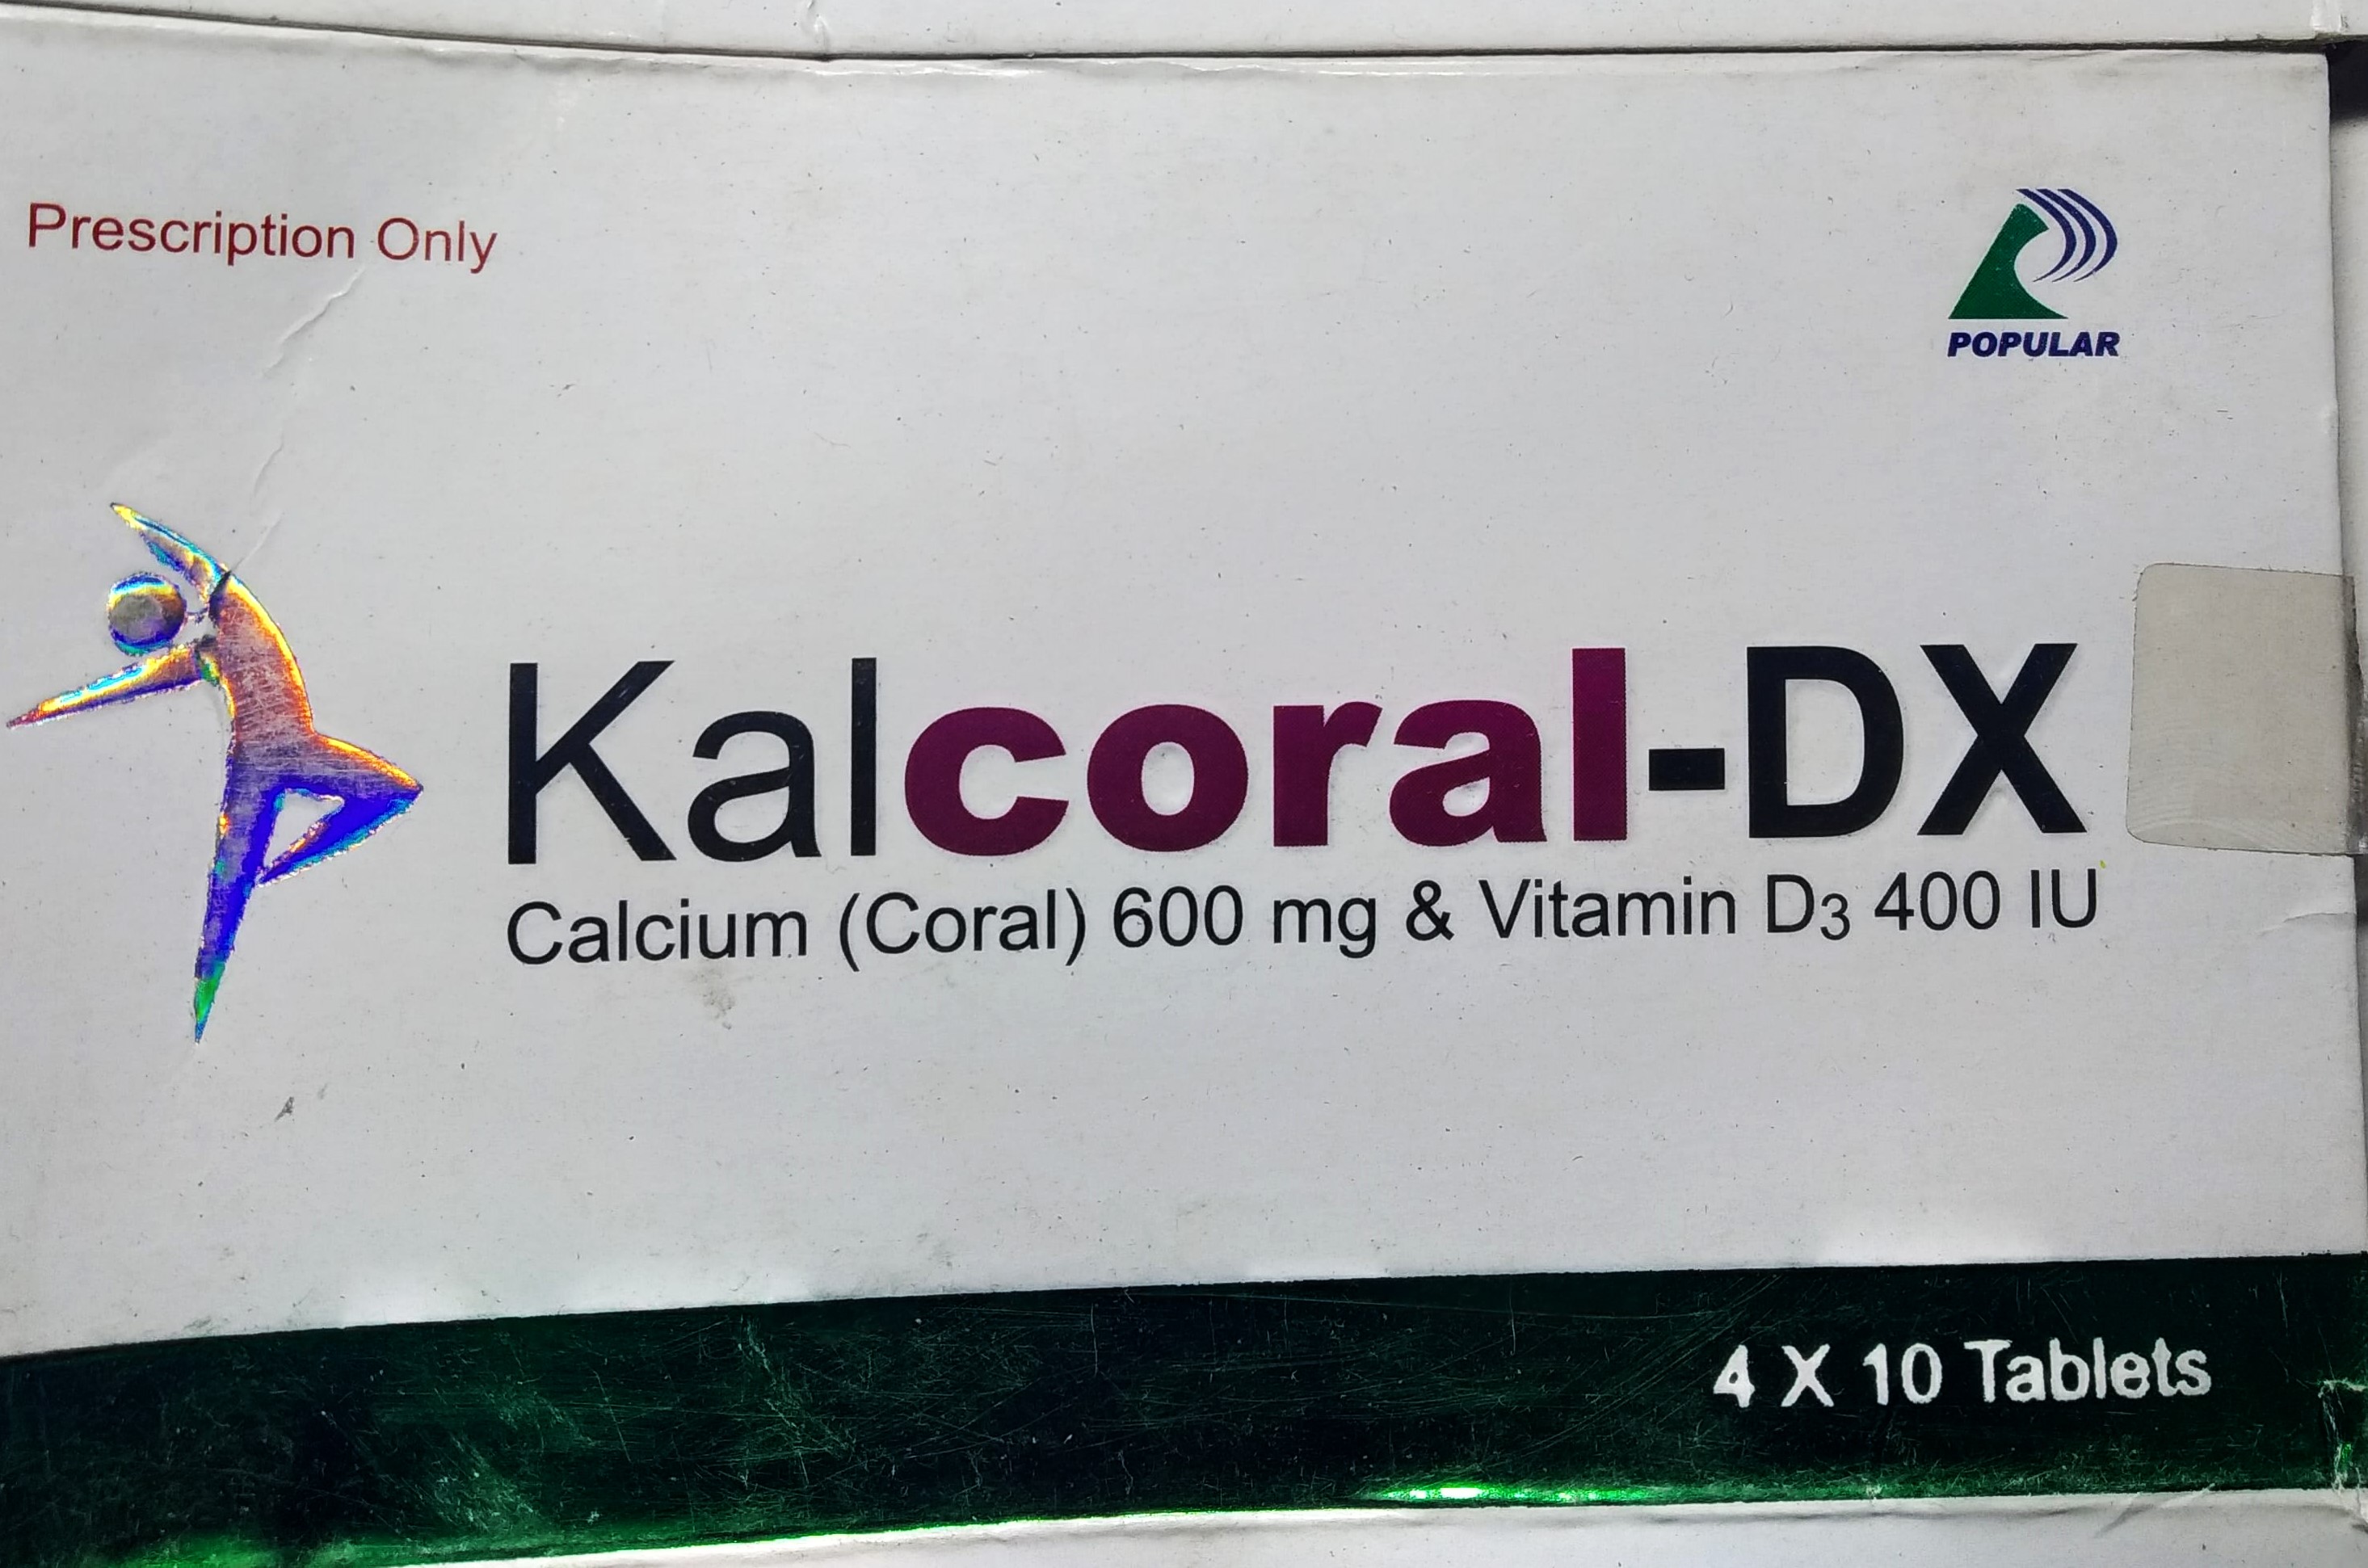 Prescription Only
POPULAR
Kalcoral-DX
Calcium (Coral) 600 mg & Vitamin D3 400 IU
4 X 10 Tablets